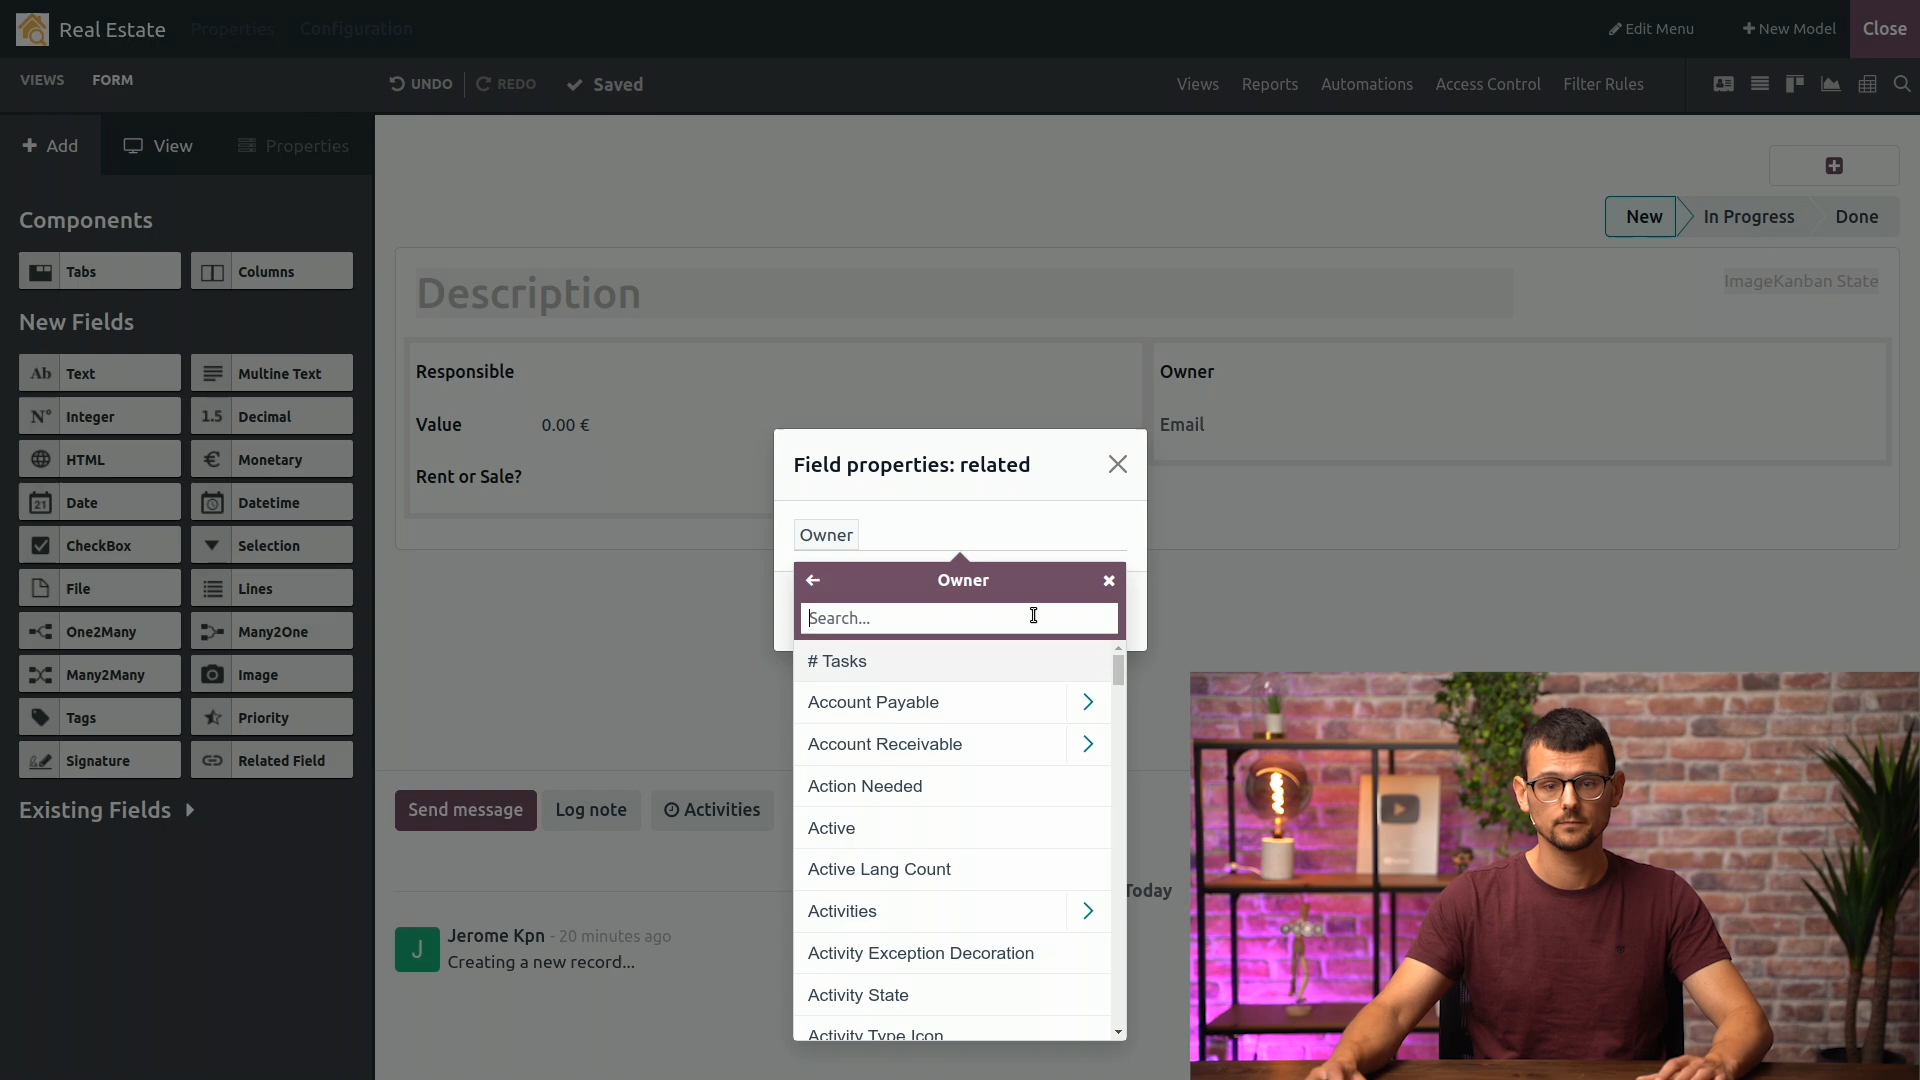 Real Estate
Properties
Configuration
Edit Menu
New Model
Close
VIEWS
FORM
UNDO
REDO
Saved
Views
Reports
Automations
Access Control
Filter Rules
Add
View
Properties
Components
Tabs
Columns
New Fields
Ab Text
Multine Text
N° Integer
1.5 Decimal
HTML
€ Monetary
21 Date
Datetime
CheckBox
Selection
File
Lines
One2Many
Many2One
Many2Many
Image
Tags
Priority
Signature
Related Field
Existing Fields
New
In Progress
Done
Description
ImageKanban State
Responsible
Value 0.00 €
Rent or Sale?
Owner
Email
Field properties: related
Owner
Owner
Search...
# Tasks
Account Payable
Account Receivable
Action Needed
Active
Active Lang Count
Activities
Activity Exception Decoration
Activity State
Activity Type Icon
Send message
Log note
Activities
Today
J
Jerome Kpn - 20 minutes ago
Creating a new record...